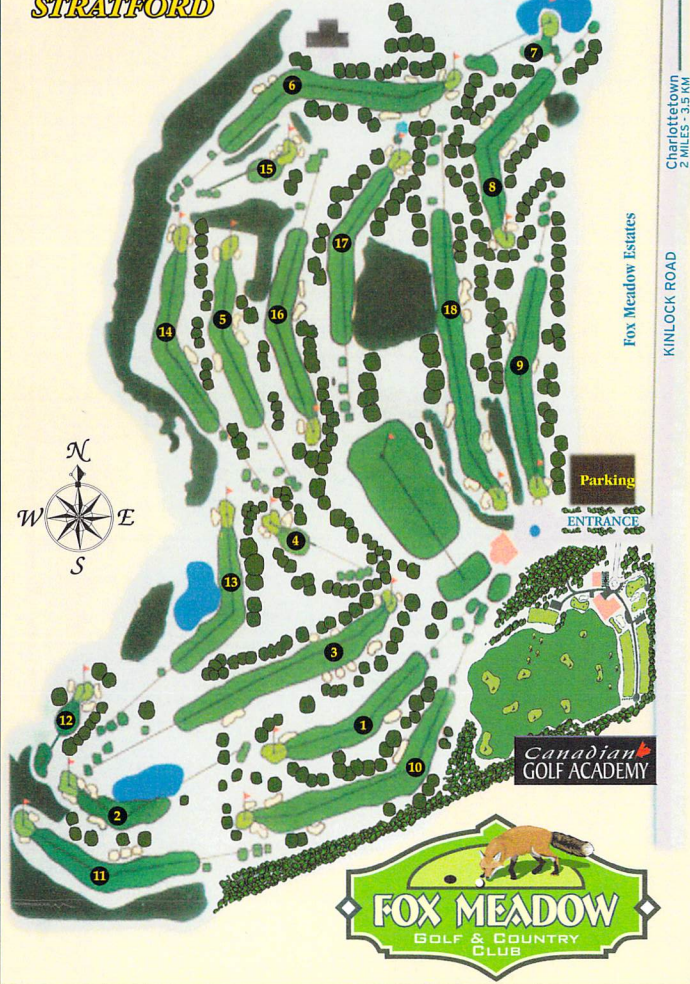 STRATFORD
7
6
15
8
17
16
5
14
18
9
Charlottetown
2 MILES - 3.5 KM
Fox Meadow Estates
KINLOCK ROAD
N
W E
S
Parking
ENTRANCE
4
13
3
12
1
10
2
11
Canadian
GOLF ACADEMY
FOX MEADOW
GOLF & COUNTRY
CLUB